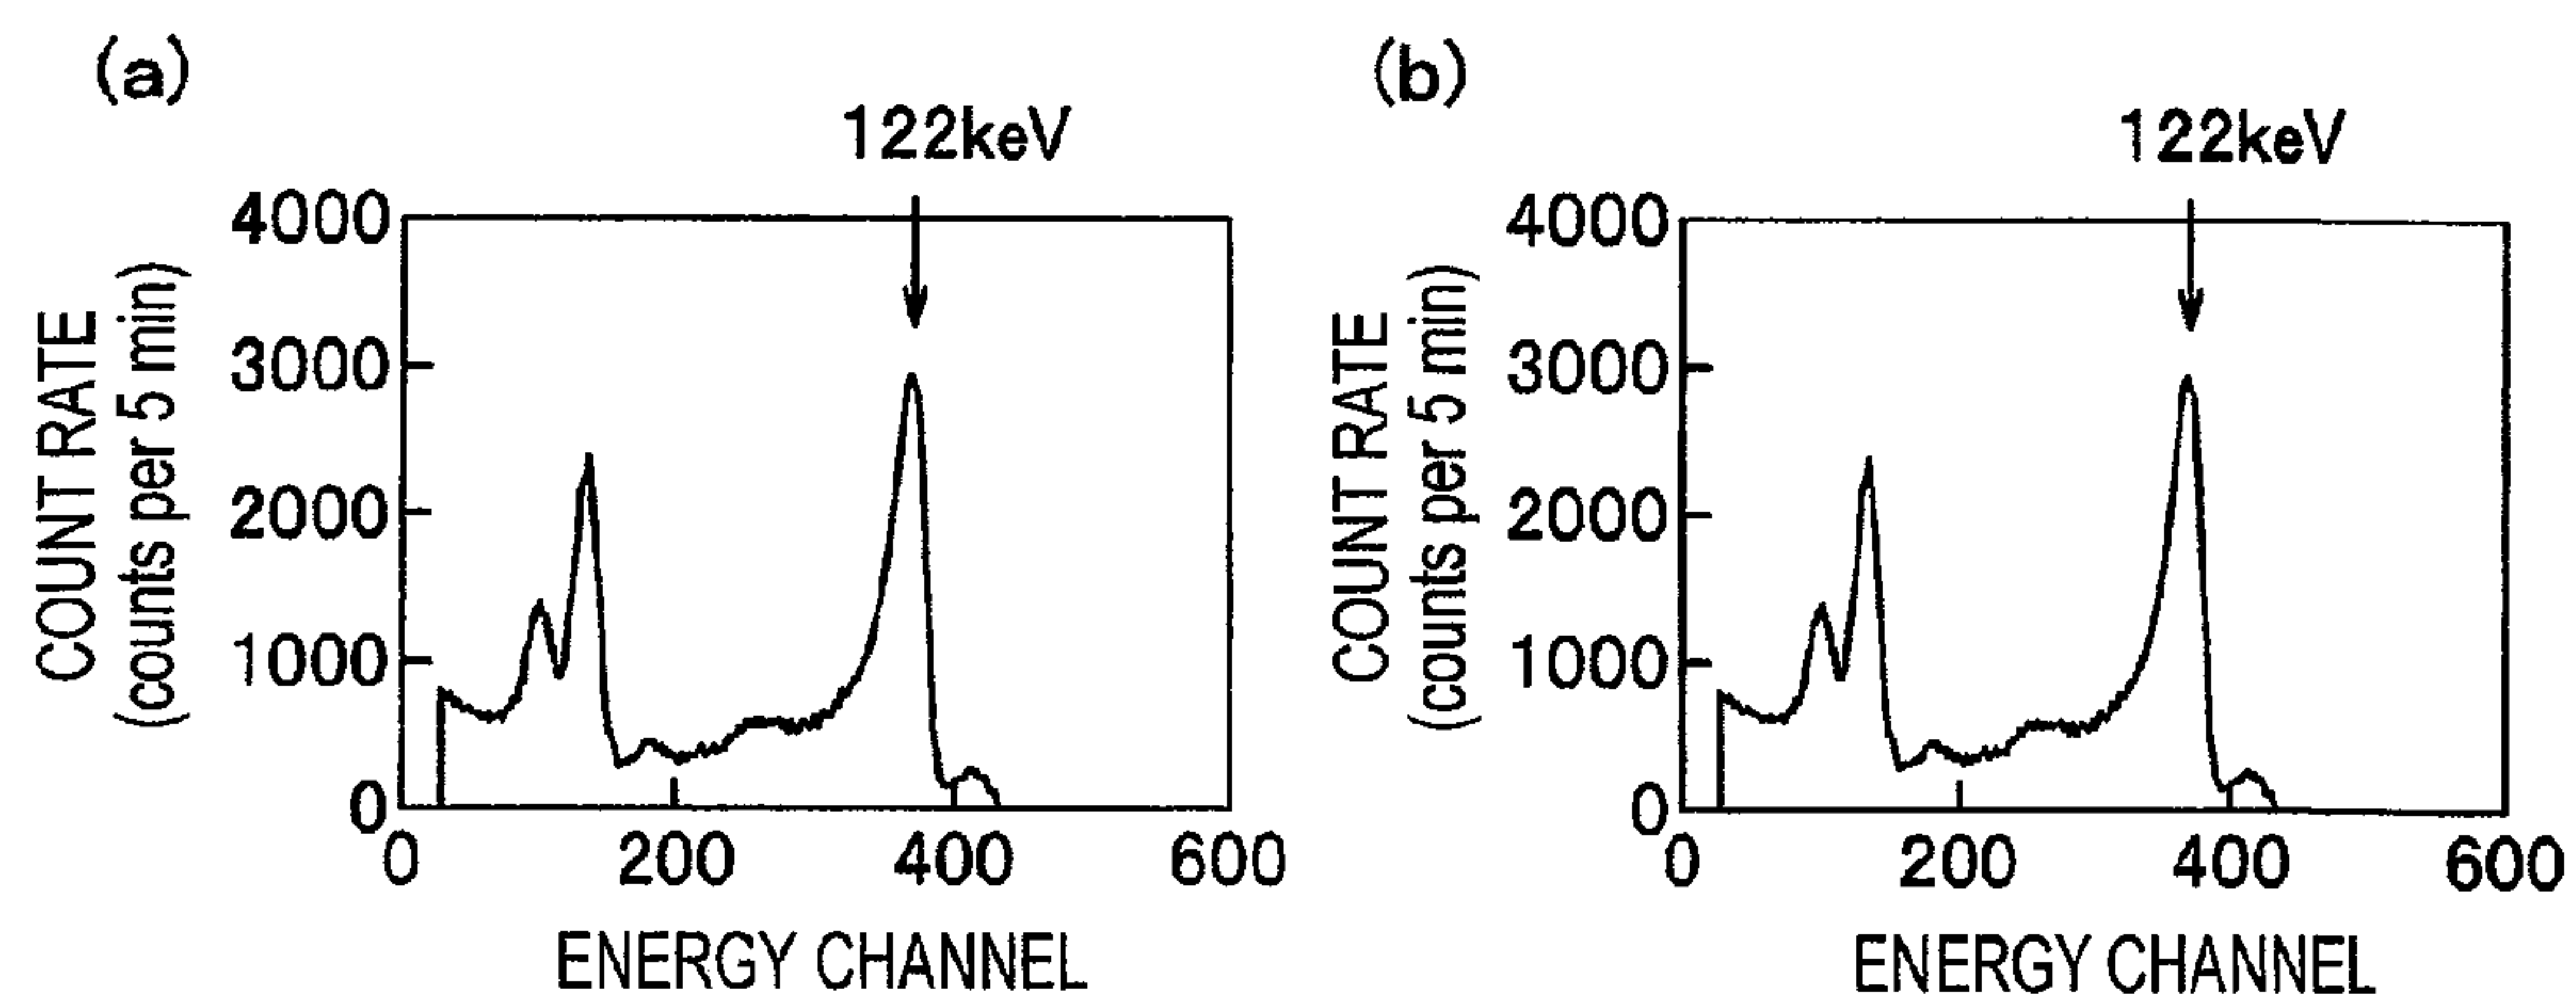 (a)
122keV
4000
3000
2000
1000
0
COUNT RATE
(counts per 5 min)
0 200 400 600
ENERGY CHANNEL
(b)
122keV
4000
3000
2000
1000
0
COUNT RATE
(counts per 5 min)
0 200 400 600
ENERGY CHANNEL